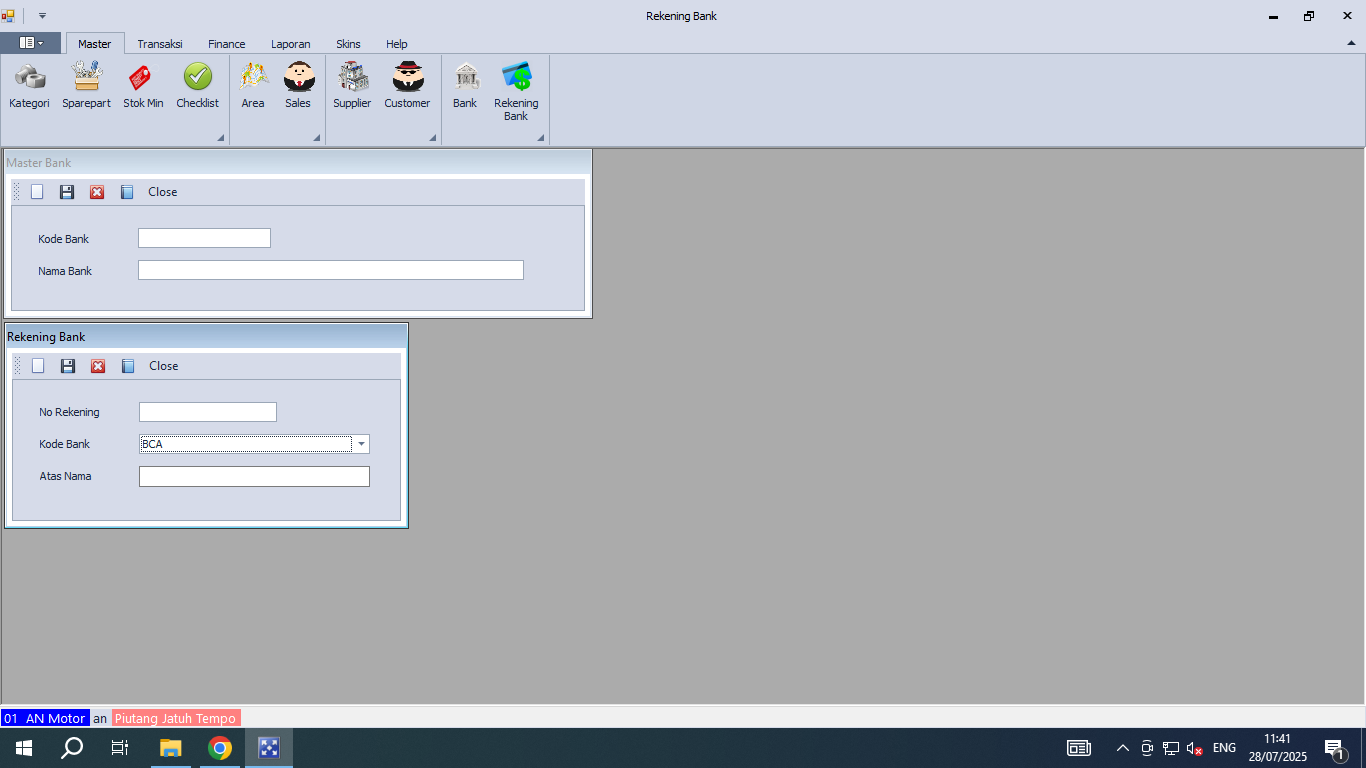 Rekening Bank
Master Transaksi Finance Laporan Skins Help
Kategori Sparepart Stok Min Checklist Area Sales Supplier Customer Bank Rekening Bank
Master Bank
Close
Kode Bank
Nama Bank
Rekening Bank
Close
No Rekening
Kode Bank BCA
Atas Nama
01 AN Motor an Piutang Jatuh Tempo
ENG 11:41
28/07/2025
1